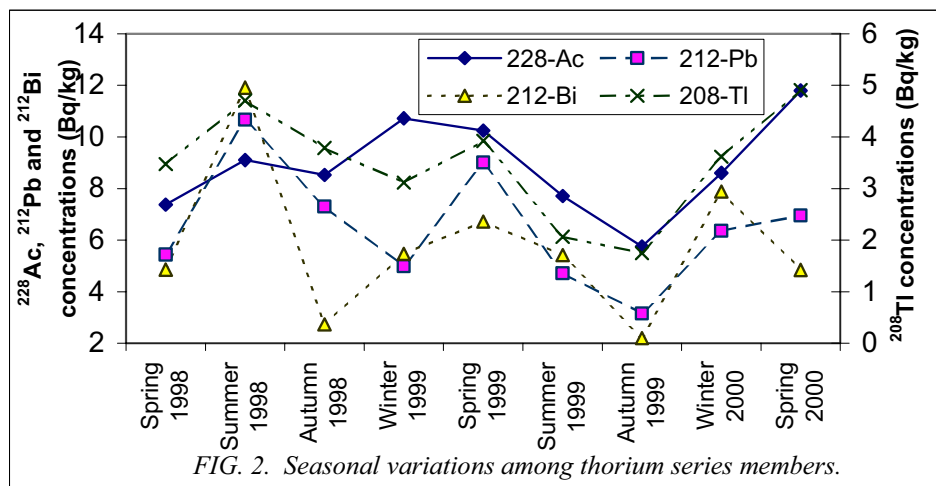 14
12
10
8
6
4
2
²²⁸Ac, ²¹²Pb and ²¹²Bi
concentrations (Bq/kg)
228-Ac 212-Pb
212-Bi 208-Tl
6
5
4
3
2
1
0
²⁰⁸Tl concentrations (Bq/kg)
Spring
1998
Summer
1998
Autumn
1998
Winter
1999
Spring
1999
Summer
1999
Autumn
1999
Winter
2000
Spring
2000
FIG. 2. Seasonal variations among thorium series members.